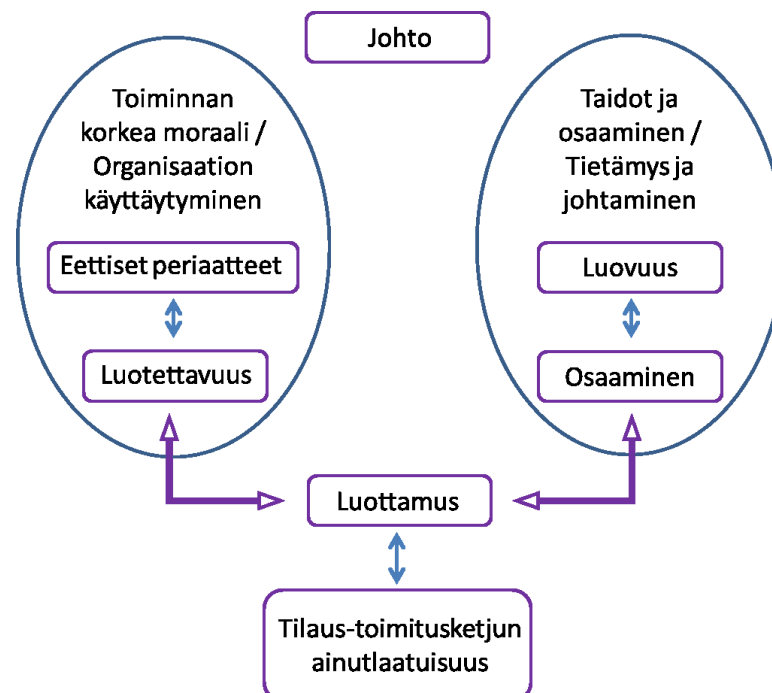 Johto
Toiminnan
korkea moraali /
Organisaation
käyttäytyminen
Eettiset periaatteet
Luotettavuus
Taidot ja
osaaminen /
Tietämys ja
johtaminen
Luovuus
Osaaminen
Luottamus
Tilaus-toimitusketjun
ainutlaatuisuus